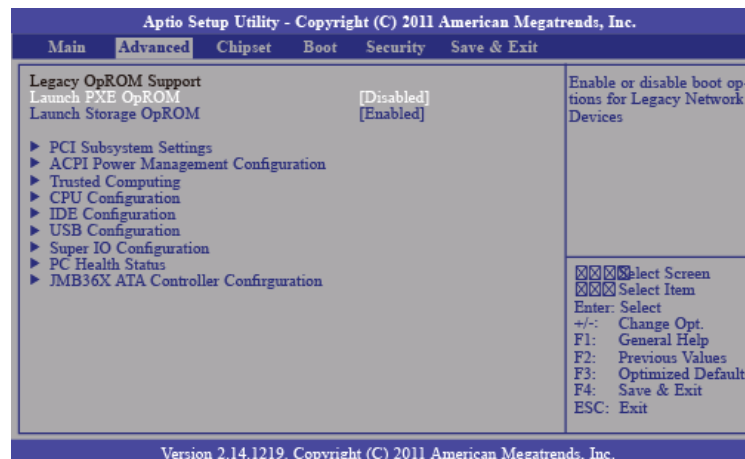 Aptio Setup Utility - Copyright (C) 2011 American Megatrends, Inc.
Main Advanced Chipset Boot Security Save & Exit
Legacy OpROM Support
Launch PXE OpROM [Disabled]
Launch Storage OpROM [Enabled]
▶ PCI Subsystem Settings
▶ ACPI Power Management Configuration
▶ Trusted Computing
▶ CPU Configuration
▶ IDE Configuration
▶ USB Configuration
▶ Super IO Configuration
▶ PC Health Status
▶ JMB36X ATA Controller Confirguration
Enable or disable boot op-
tions for Legacy Network
Devices
Select Screen
Select Item
Enter: Select
+/-: Change Opt.
F1: General Help
F2: Previous Values
F3: Optimized Default
F4: Save & Exit
ESC: Exit
Version 2.14.1219. Copyright (C) 2011 American Megatrends, Inc.